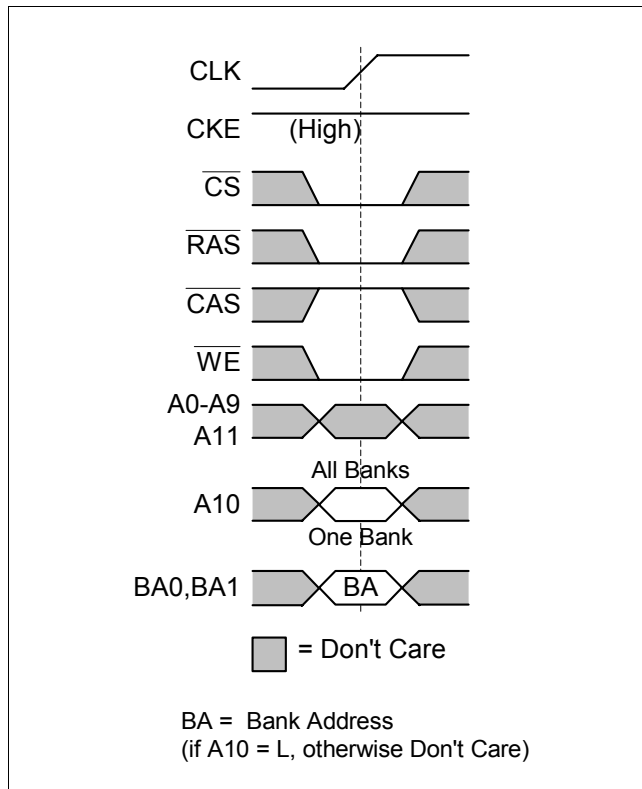 CLK
CKE (High)
CS
RAS
CAS
WE
A0-A9
A11
All Banks
A10
One Bank
BA0,BA1 BA
= Don't Care
BA = Bank Address
(if A10 = L, otherwise Don't Care)